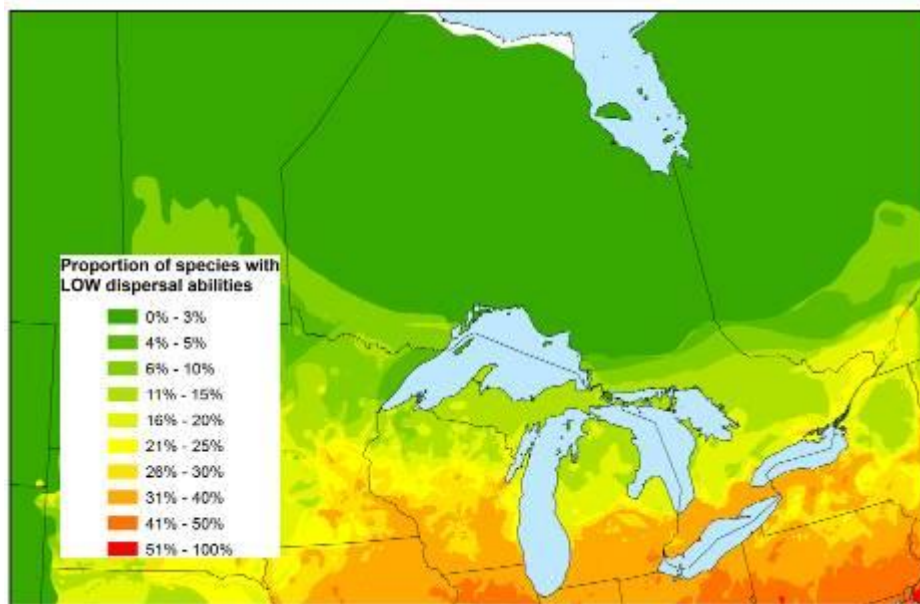 Proportion of species with
LOW dispersal abilities
0% - 3%
4% - 5%
6% - 10%
11% - 15%
16% - 20%
21% - 25%
26% - 30%
31% - 40%
41% - 50%
51% - 100%